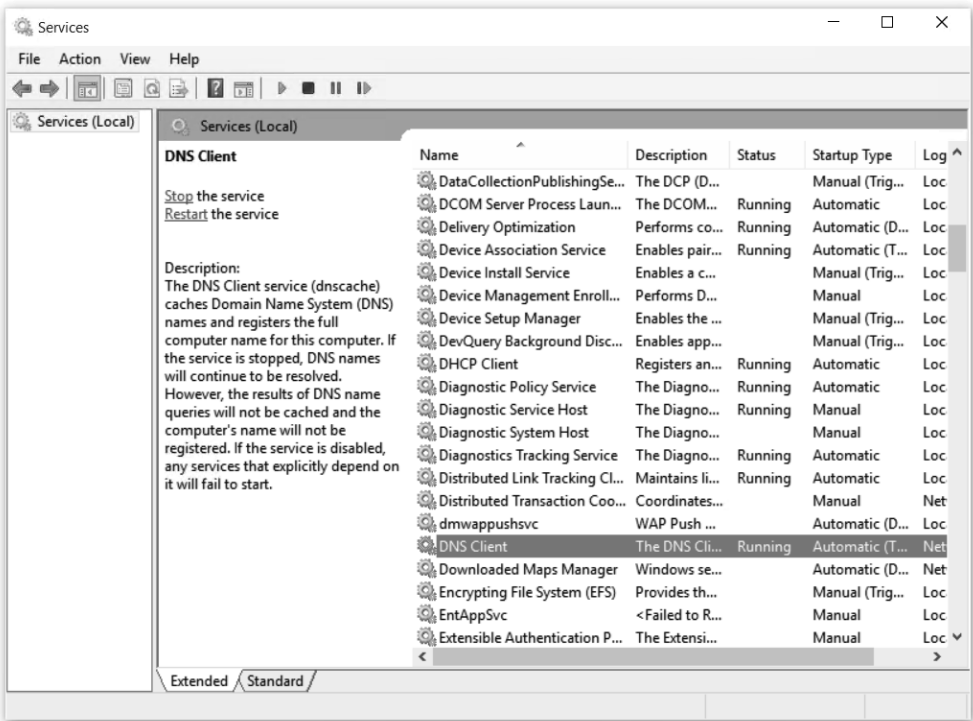 Services
File Action View Help
Services (Local)
Services (Local)
DNS Client
Stop the service
Restart the service
Description:
The DNS Client service (dnscache)
caches Domain Name System (DNS)
names and registers the full
computer name for this computer. If
the service is stopped, DNS names
will continue to be resolved.
However, the results of DNS name
queries will not be cached and the
computer's name will not be
registered. If the service is disabled,
any services that explicitly depend on
it will fail to start.
Name Description Status Startup Type Log
DataCollectionPublishingSe... The DCP (D... Manual (Trig... Loc
DCOM Server Process Laun... The DCOM... Running Automatic Loc
Delivery Optimization Performs co... Running Automatic (D... Loc
Device Association Service Enables pair... Running Automatic (T... Loc
Device Install Service Enables a c... Manual (Trig... Loc
Device Management Enroll... Performs D... Manual Loc
Device Setup Manager Enables the ... Manual (Trig... Loc
DevQuery Background Disc... Enables app... Manual (Trig... Loc
DHCP Client Registers an... Running Automatic Loc
Diagnostic Policy Service The Diagno... Running Automatic Loc
Diagnostic Service Host The Diagno... Running Manual Loc
Diagnostic System Host The Diagno... Manual Loc
Diagnostics Tracking Service The Diagno... Running Automatic Loc
Distributed Link Tracking Cl... Maintains li... Running Automatic Loc
Distributed Transaction Coo... Coordinates... Manual Net
dmwappushsvc WAP Push ... Automatic (D... Loc
DNS Client The DNS Cli... Running Automatic (T... Net
Downloaded Maps Manager Windows se... Automatic (D... Net
Encrypting File System (EFS) Provides th... Manual (Trig... Loc
EntAppSvc <Failed to R... Manual Loc
Extensible Authentication P... The Extensi... Manual Loc
Extended Standard